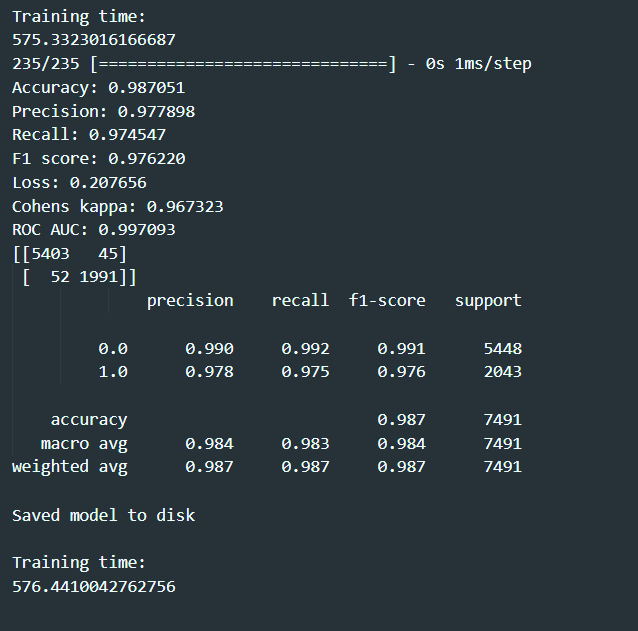 Training time:
575.3323016166687
235/235 [==============================] - 0s 1ms/step
Accuracy: 0.987051
Precision: 0.977898
Recall: 0.974547
F1 score: 0.976220
Loss: 0.207656
Cohens kappa: 0.967323
ROC AUC: 0.997093
[[5403   45]
 [  52 1991]]
              precision    recall  f1-score   support

         0.0      0.990     0.992     0.991      5448
         1.0      0.978     0.975     0.976      2043

    accuracy                          0.987      7491
   macro avg      0.984     0.983     0.984      7491
weighted avg      0.987     0.987     0.987      7491

Saved model to disk

Training time:
576.4410042762756